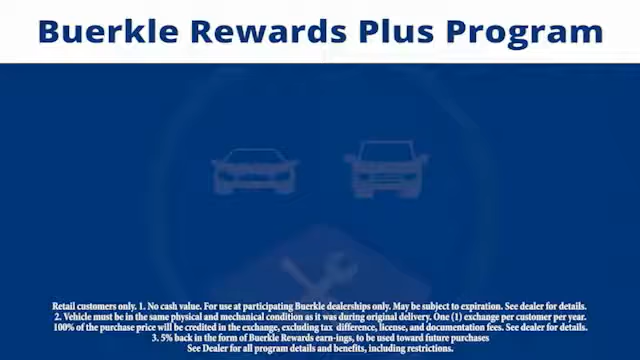 Buerkle Rewards Plus Program
Retail customers only. 1. No cash value. For use at participating Buerkle dealerships only. May be subject to expiration. See dealer for details.
2. Vehicle must be in the same physical and mechanical condition as it was during original delivery. One (1) exchange per customer per year.
100% of the purchase price will be credited in the exchange, excluding tax difference, license, and documentation fees. See dealer for details.
3. 5% back in the form of Buerkle Rewards earn-ings, to be used toward future purchases
See Dealer for all program details and benefits, including restrictions.